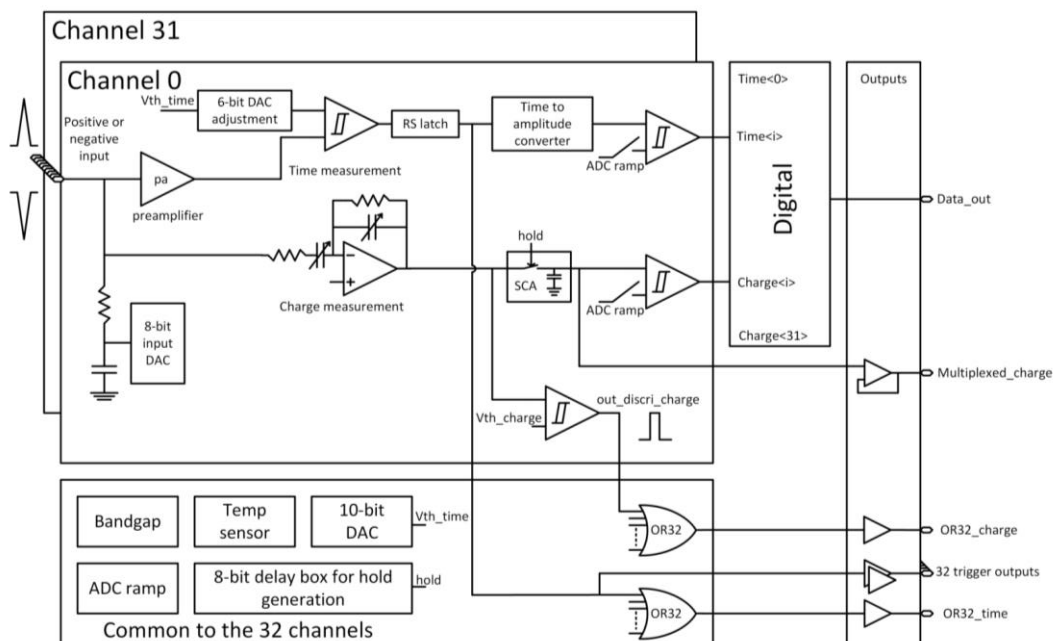 Channel 31
Channel 0
Vth_time
6-bit DAC
adjustment
RS latch
Time to
amplitude
converter
Time<0>
Outputs
Positive or
negative
input
pa
preamplifier
Time measurement
ADC ramp
Time<i>
Digital
Data_out
hold
SCA
Charge measurement
ADC ramp
Charge<i>
8-bit
input
DAC
Charge<31>
Multiplexed_charge
Vth_charge
out_discri_charge
Bandgap
Temp
sensor
10-bit
DAC
Vth_time
OR32
OR32_charge
ADC ramp
8-bit delay box for hold
generation
hold
32 trigger outputs
OR32
OR32_time
Common to the 32 channels